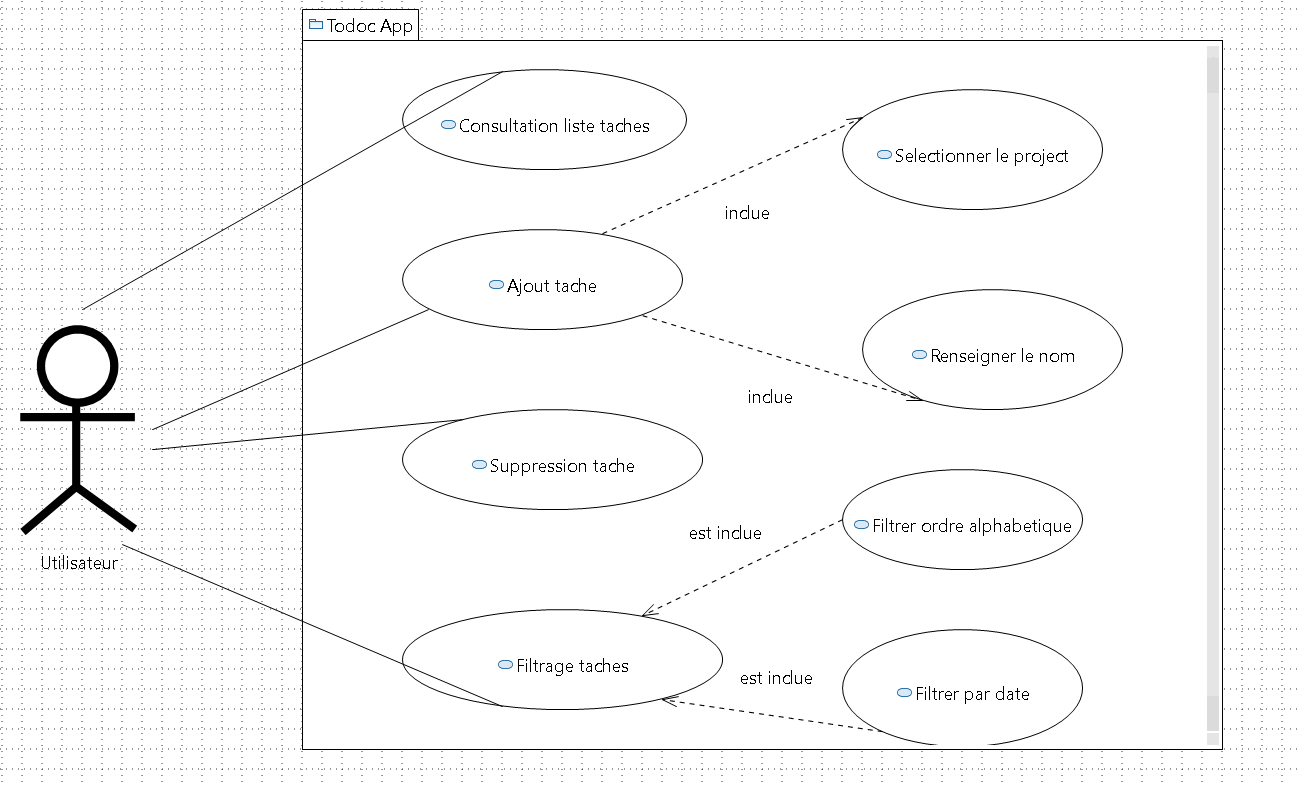 Todoc App
Consultation liste taches
Selectionner le project
inclue
Ajout tache
Renseigner le nom
inclue
Suppression tache
Filtrer ordre alphabetique
est inclue
Utilisateur
Filtrage taches
est inclue
Filtrer par date